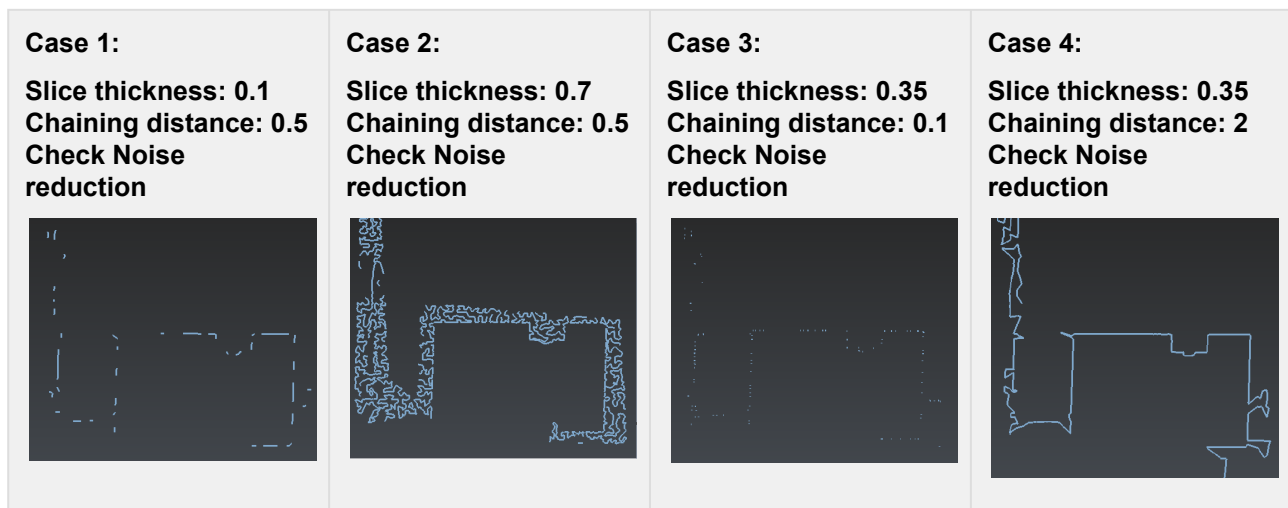 Case 1:
Slice thickness: 0.1
Chaining distance: 0.5
Check Noise
reduction
Case 2:
Slice thickness: 0.7
Chaining distance: 0.5
Check Noise
reduction
Case 3:
Slice thickness: 0.35
Chaining distance: 0.1
Check Noise
reduction
Case 4:
Slice thickness: 0.35
Chaining distance: 2
Check Noise
reduction